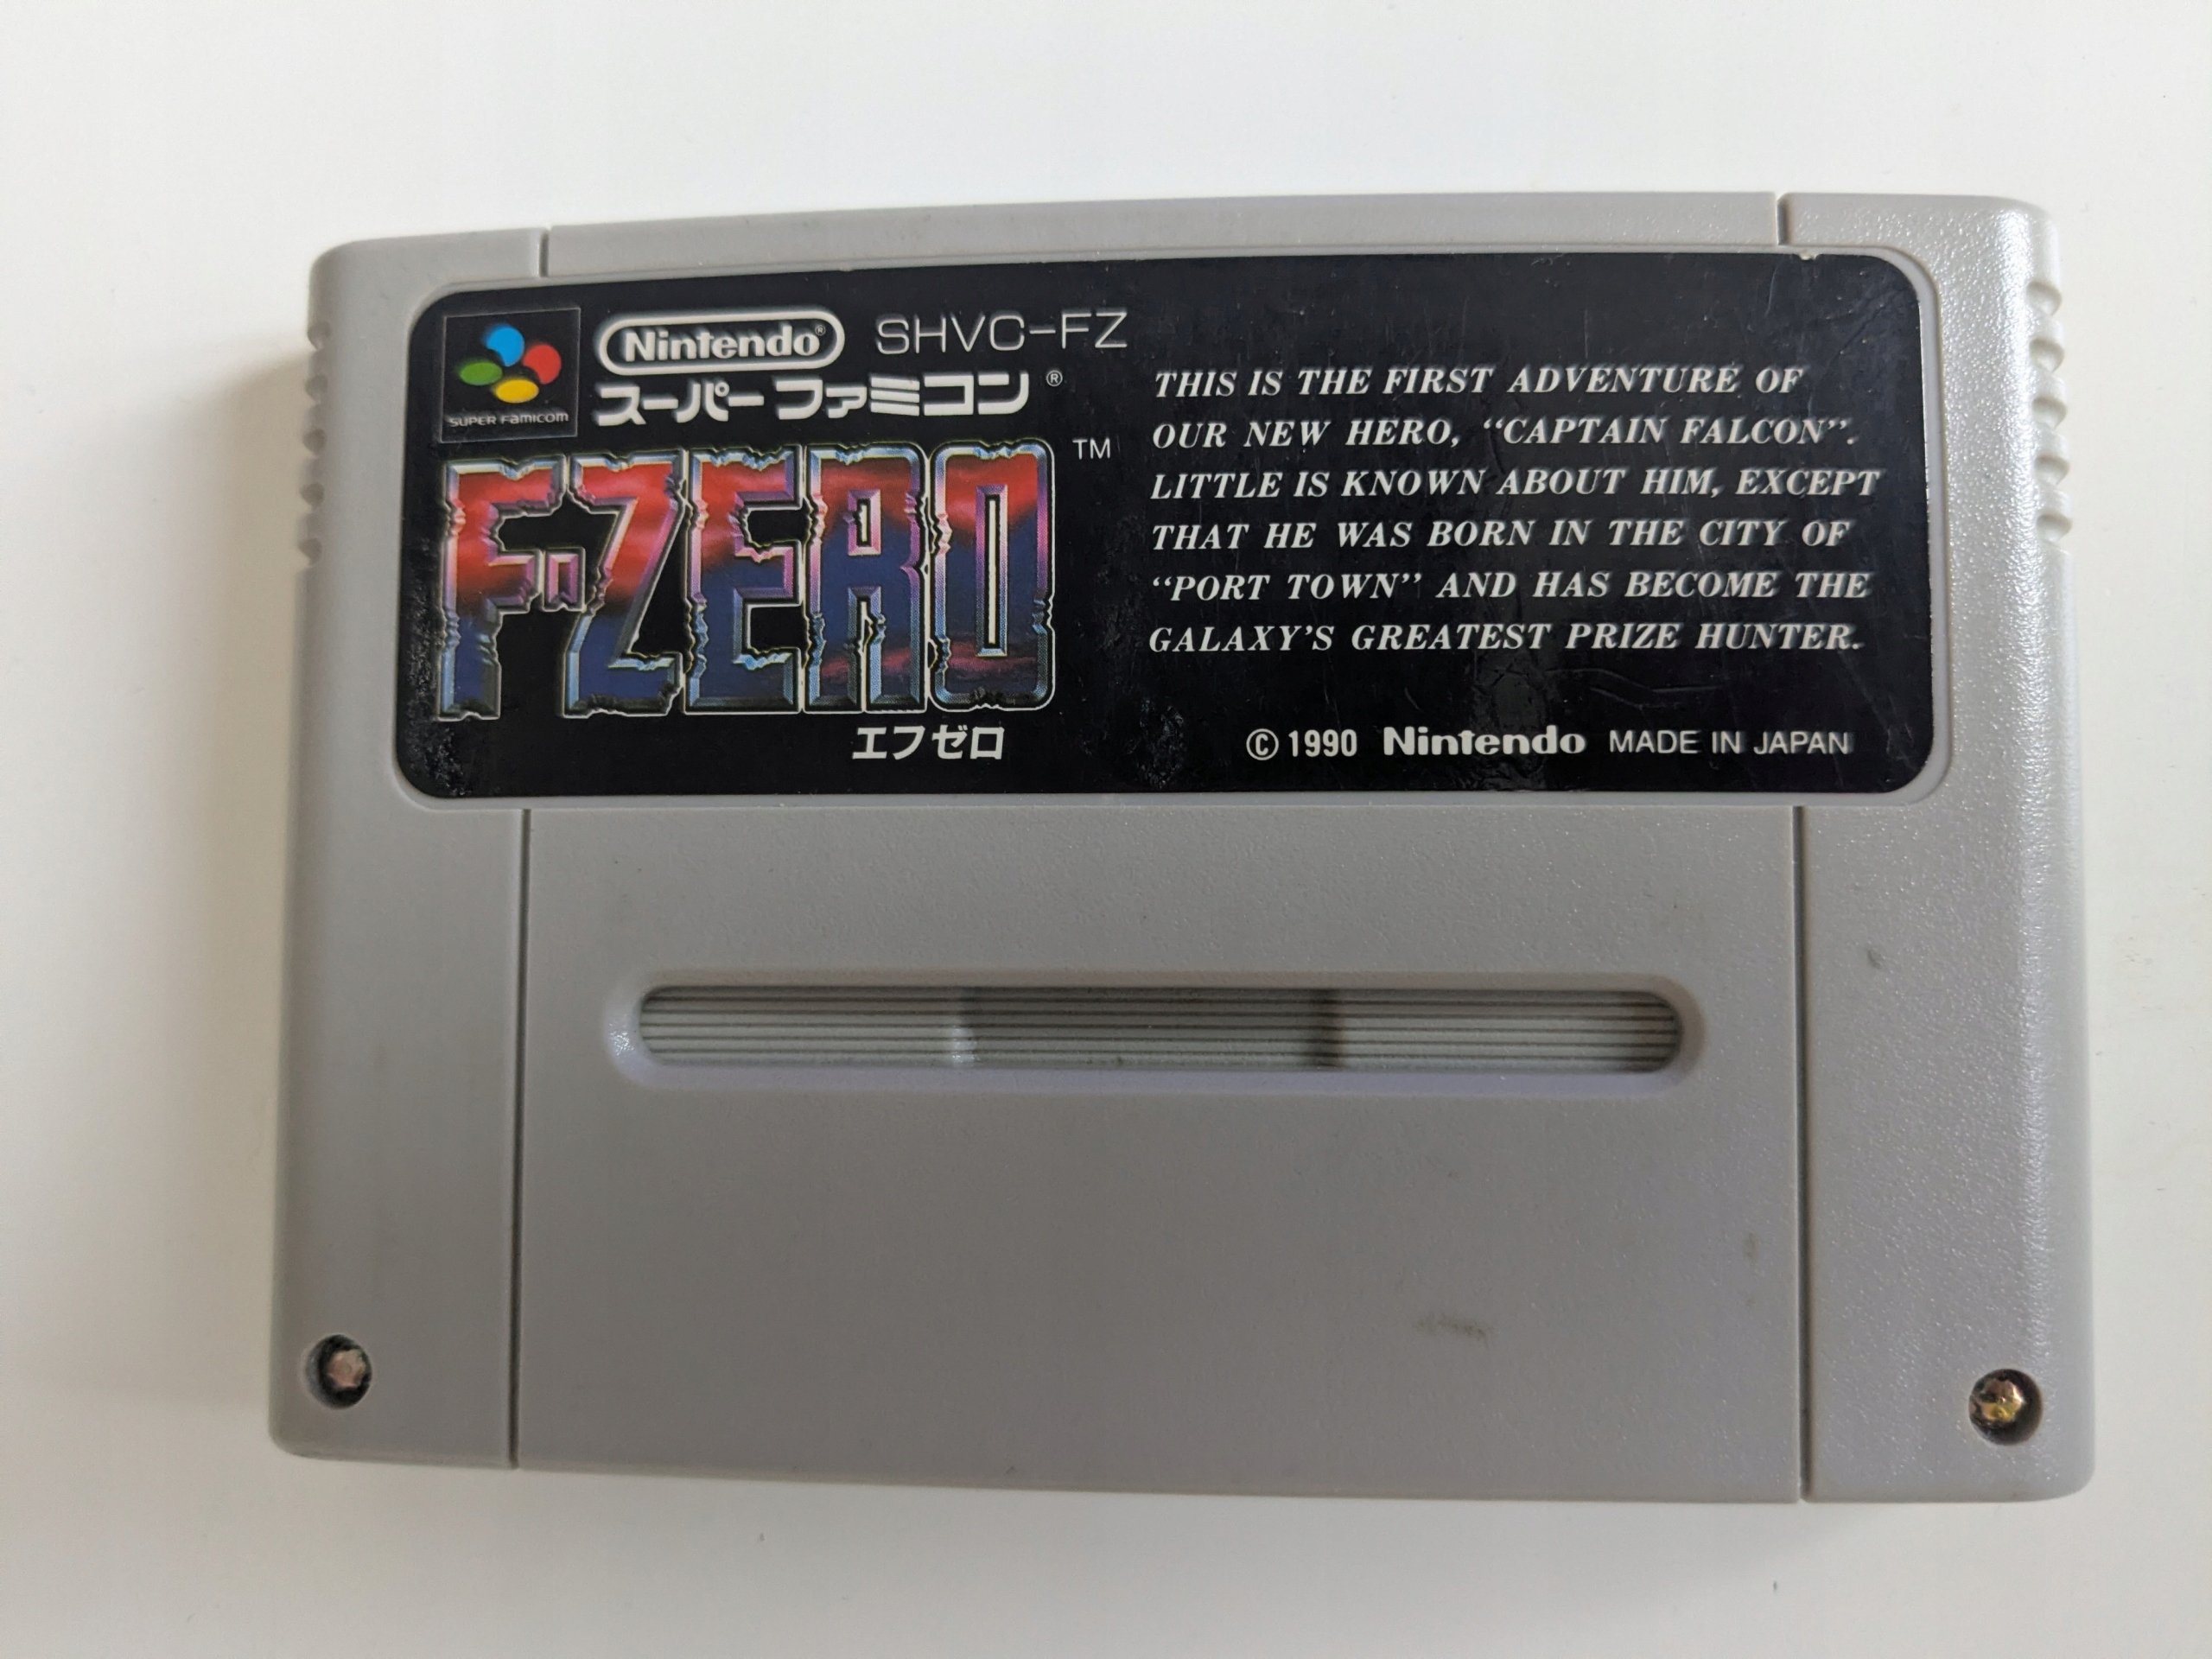 Nintendo® SHVC-FZ
SUPER FAMICOM
スーパーファミコン®
F-ZERO™
エフゼロ
THIS IS THE FIRST ADVENTURE OF
OUR NEW HERO, “CAPTAIN FALCON”.
LITTLE IS KNOWN ABOUT HIM, EXCEPT
THAT HE WAS BORN IN THE CITY OF
“PORT TOWN” AND HAS BECOME THE
GALAXY’S GREATEST PRIZE HUNTER.
© 1990 Nintendo MADE IN JAPAN